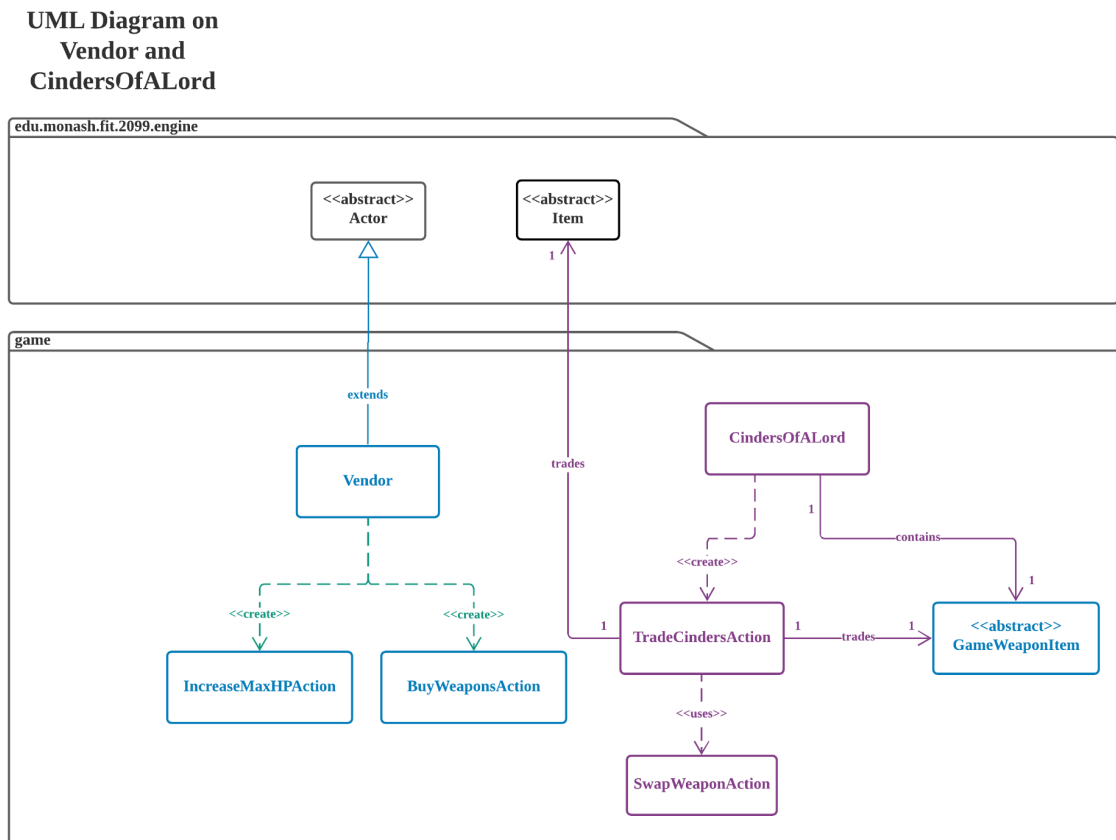 UML Diagram on
Vendor and
CindersOfALord
edu.monash.fit.2099.engine
<<abstract>>
Actor
<<abstract>>
Item
1
game
extends
CindersOfALord
trades
Vendor
1
contains
<<create>>
1
<<create>>
<<create>>
1
TradeCindersAction
1
trades
1
<<abstract>>
GameWeaponItem
IncreaseMaxHPAction
BuyWeaponsAction
<<uses>>
SwapWeaponAction